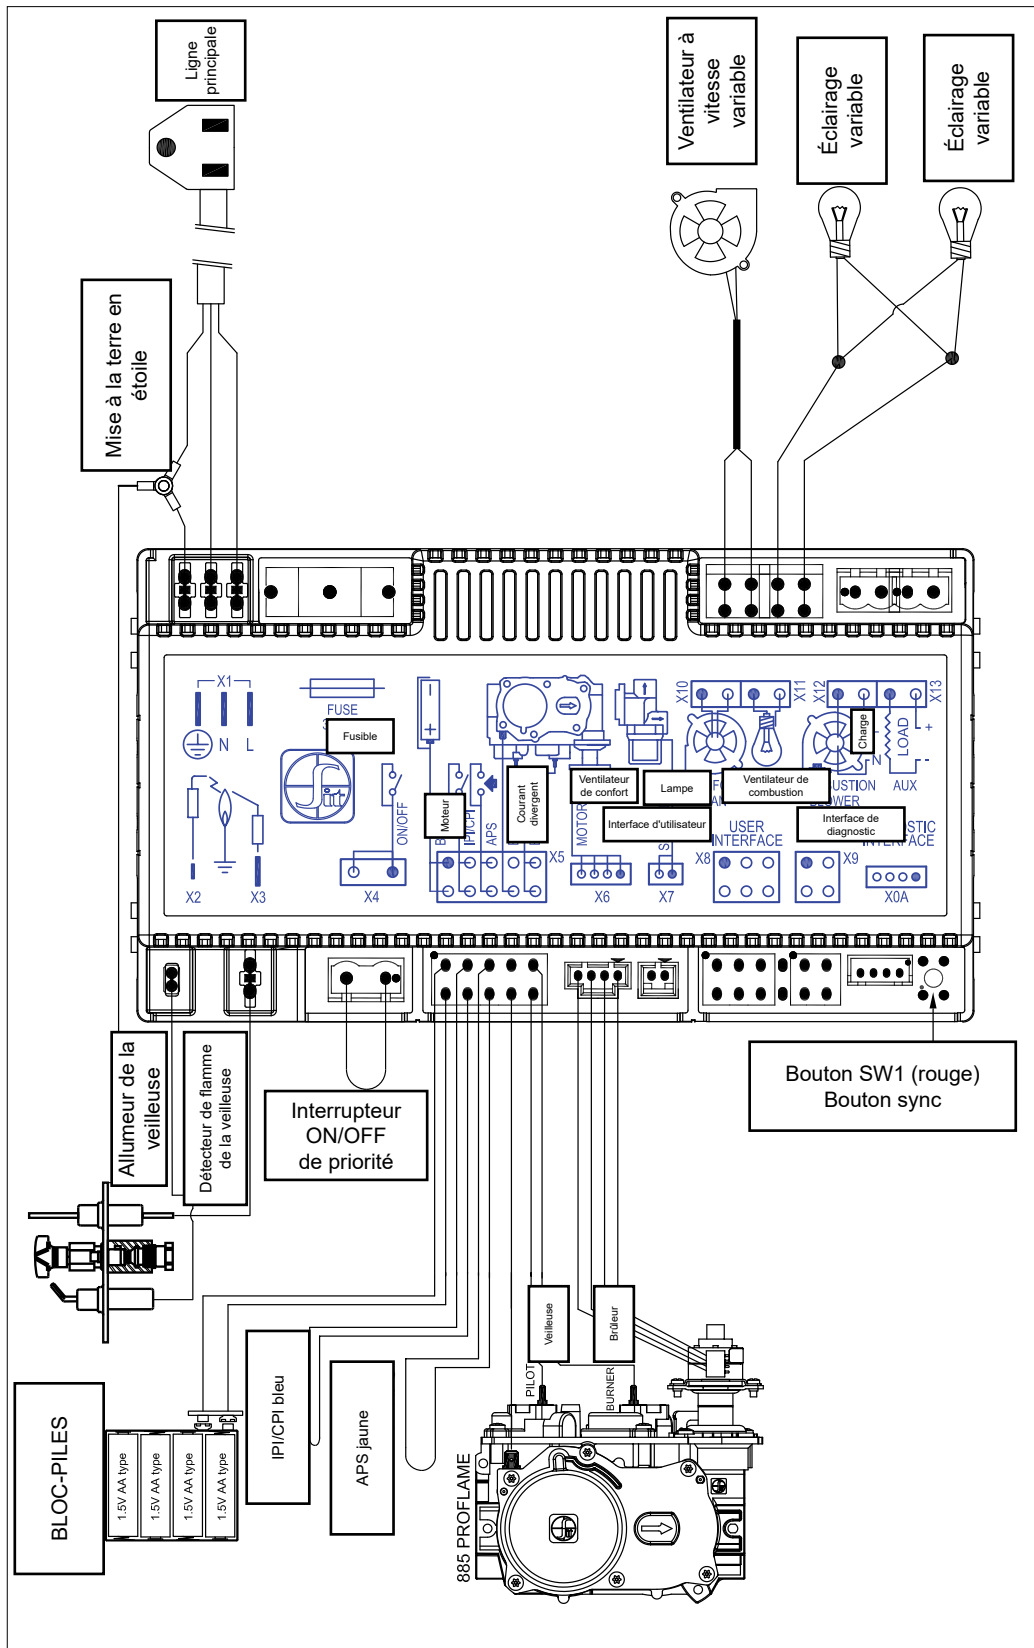 Ligne
principale
Mise à la terre en
étoile
Ventilateur à
vitesse
variable
Éclairage
variable
Éclairage
variable
X1
N
L
FUSE
Fusible
X2
X3
X4
ON/OFF
Moteur
IPI/CPI
APS
Courant
divergent
X5
MOTOR
Ventilateur
de confort
X6
Lampe
X7
Interface d'utilisateur
USER
INTERFACE
X8
X9
X10
X11
X12
X13
Ventilateur de
combustion
Charge
LOAD
+
-
N
AUX
Interface de
diagnostic
X0A
Allumeur de la
veilleuse
Détecteur de flamme
de la veilleuse
Interrupteur
ON/OFF
de priorité
Bouton SW1 (rouge)
Bouton sync
BLOC-PILES
1.5V AA type
1.5V AA type
1.5V AA type
1.5V AA type
IPI/CPI bleu
APS jaune
Veilleuse
Brûleur
PILOT
BURNER
885 PROFLAME